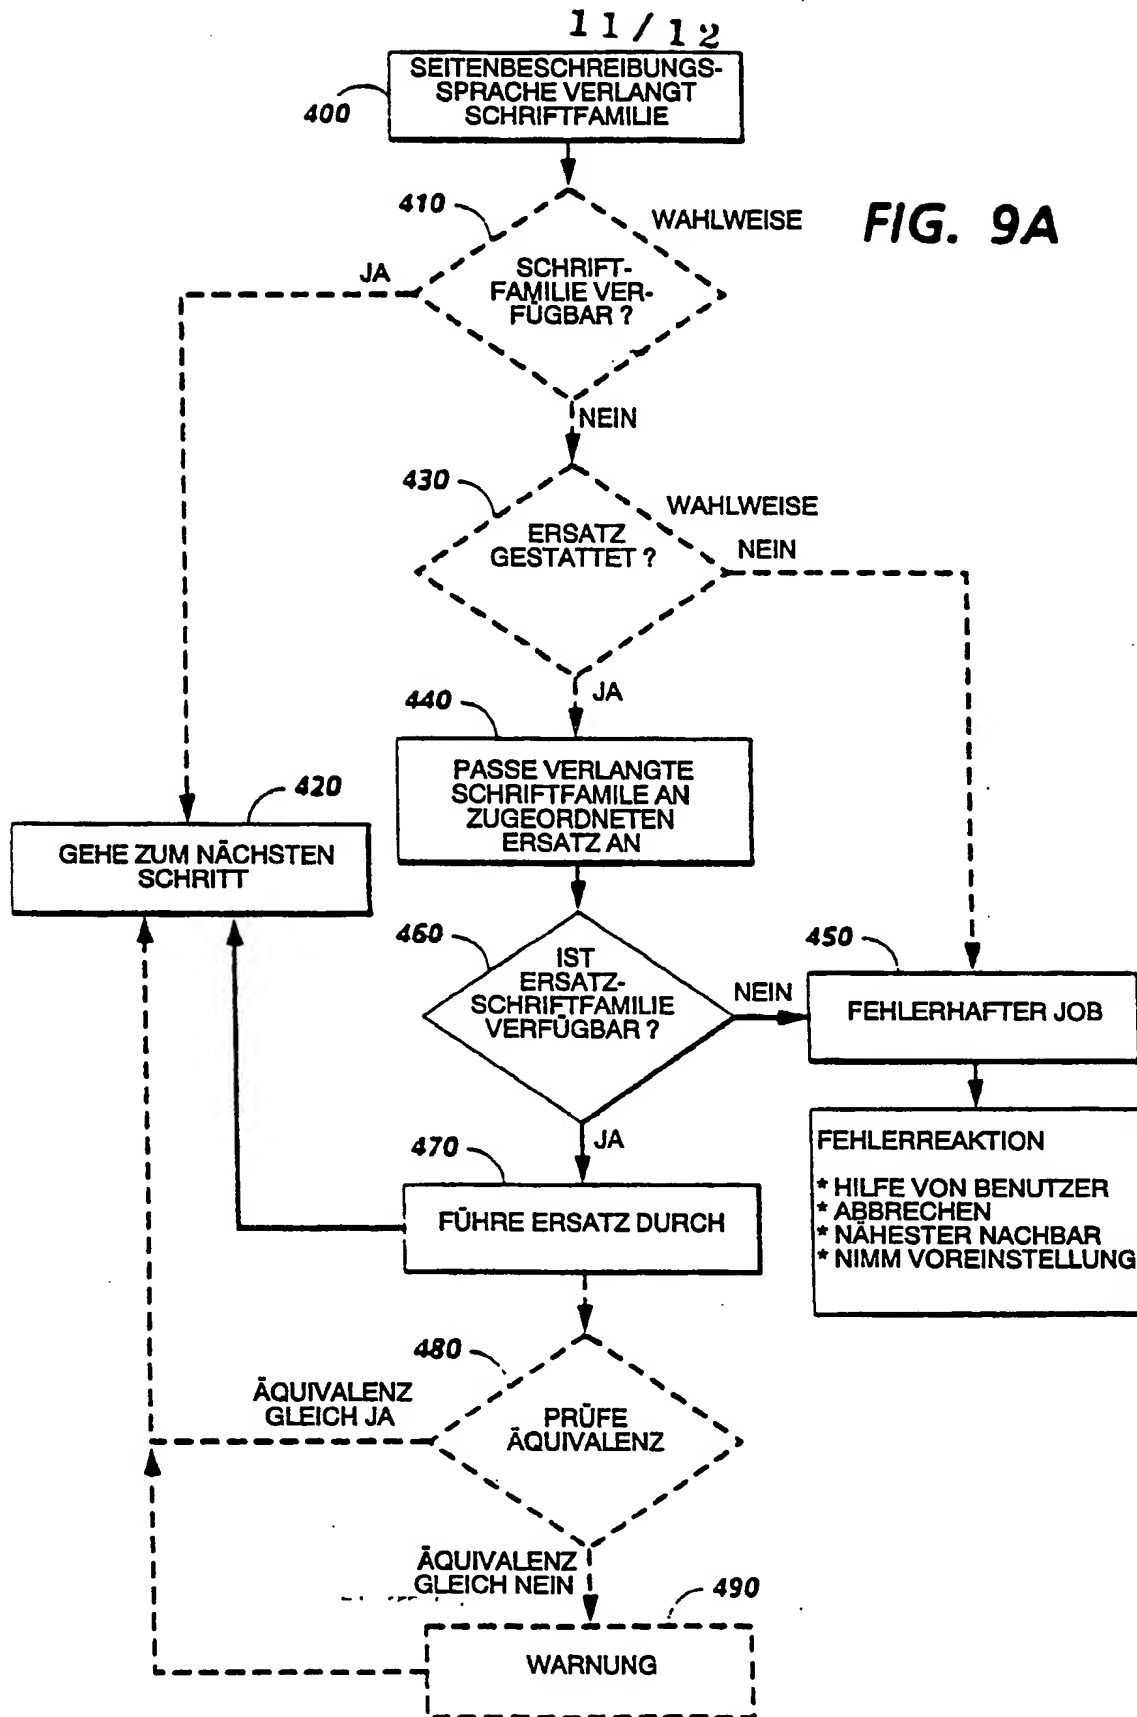 11/12
SEITENBESCHREIBUNGS-
SPRACHE VERLANGT
SCHRIFTFAMILIE
400
410
WAHLWEISE
FIG. 9A
JA
SCHRIFT-
FAMILIE VER-
FÜGBAR ?
NEIN
430
WAHLWEISE
ERSATZ
GESTATTET ?
NEIN
JA
440
PASSE VERLANGTE
SCHRIFTFAMILE AN
ZUGEORDNETEN
ERSATZ AN
420
GEHE ZUM NÄCHSTEN
SCHRITT
460
IST
ERSATZ-
SCHRIFTFAMILIE
VERFÜGBAR ?
NEIN
450
FEHLERHAFTER JOB
JA
FEHLERREAKTION
* HILFE VON BENUTZER
* ABBRECHEN
* NÄHESTER NACHBAR
* NIMM VOREINSTELLUNG
470
FÜHRE ERSATZ DURCH
480
ÄQUIVALENZ
GLEICH JA
PRÜFE
ÄQUIVALENZ
ÄQUIVALENZ
GLEICH NEIN
490
WARNUNG